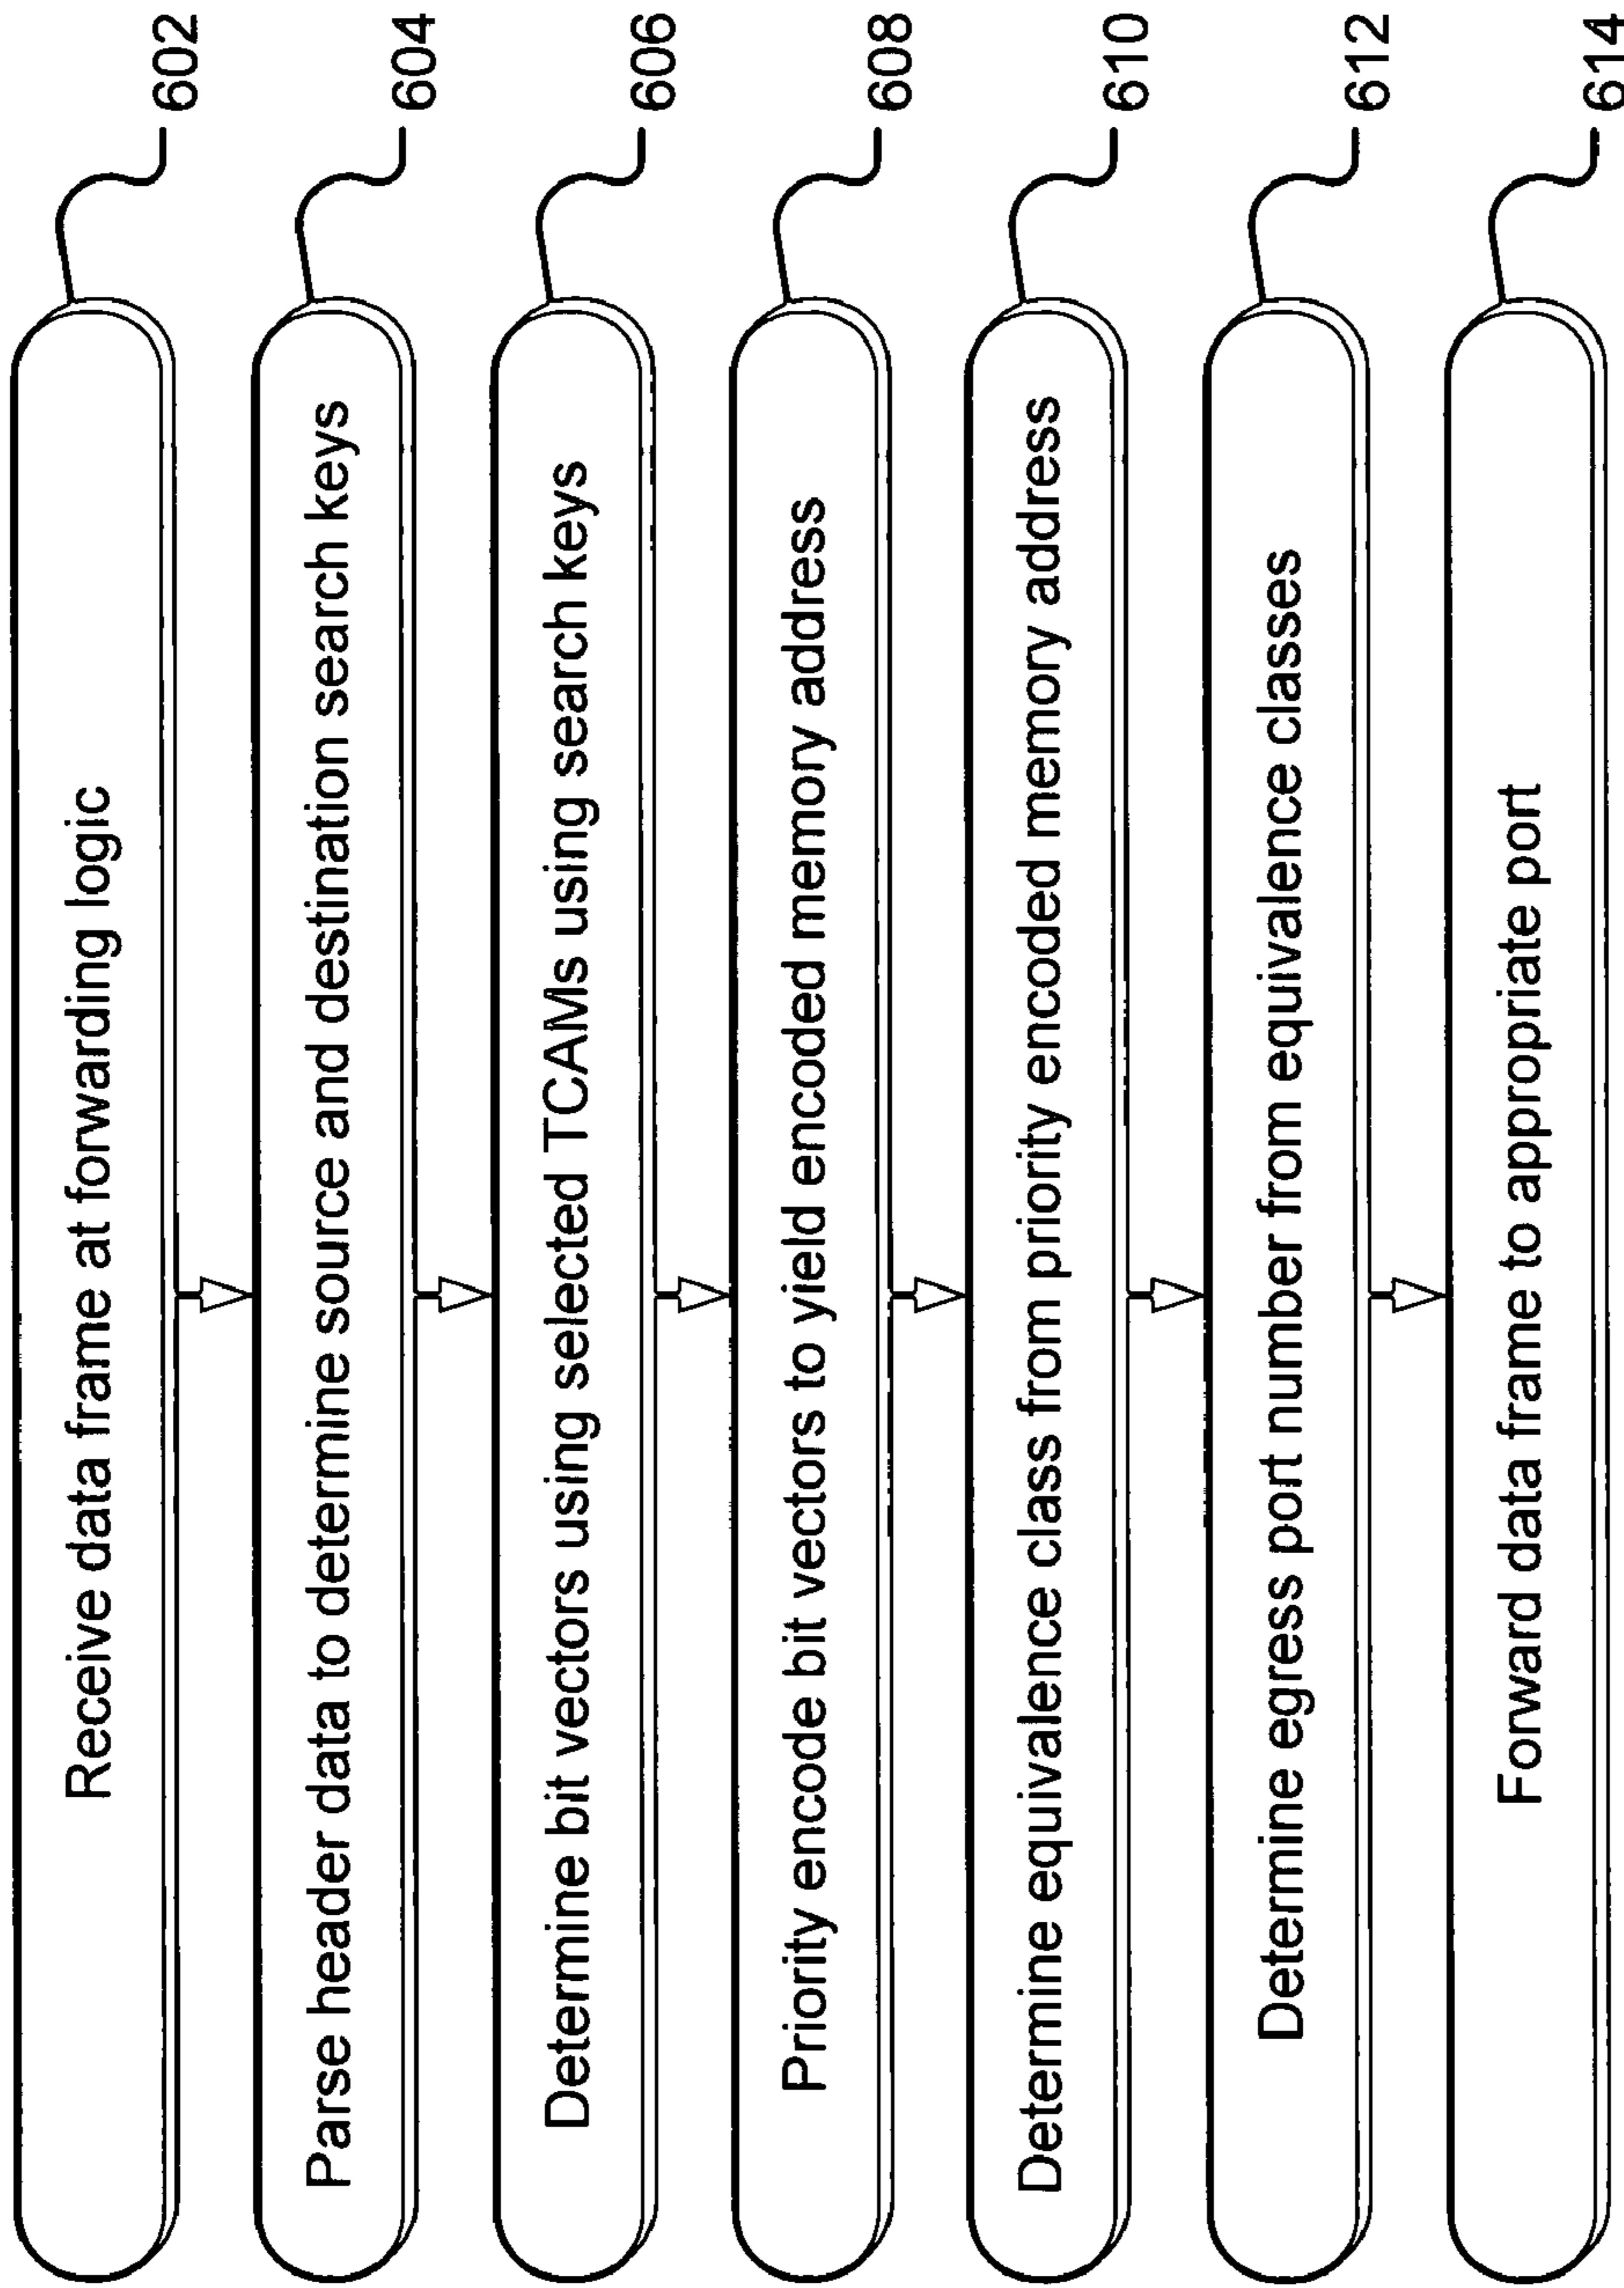 Receive data frame at forwarding logic
602
Parse header data to determine source and destination search keys
604
Determine bit vectors using selected TCAMs using search keys
606
Priority encode bit vectors to yield encoded memory address
608
Determine equivalence class from priority encoded memory address
610
Determine egress port number from equivalence classes
612
Forward data frame to appropriate port
614